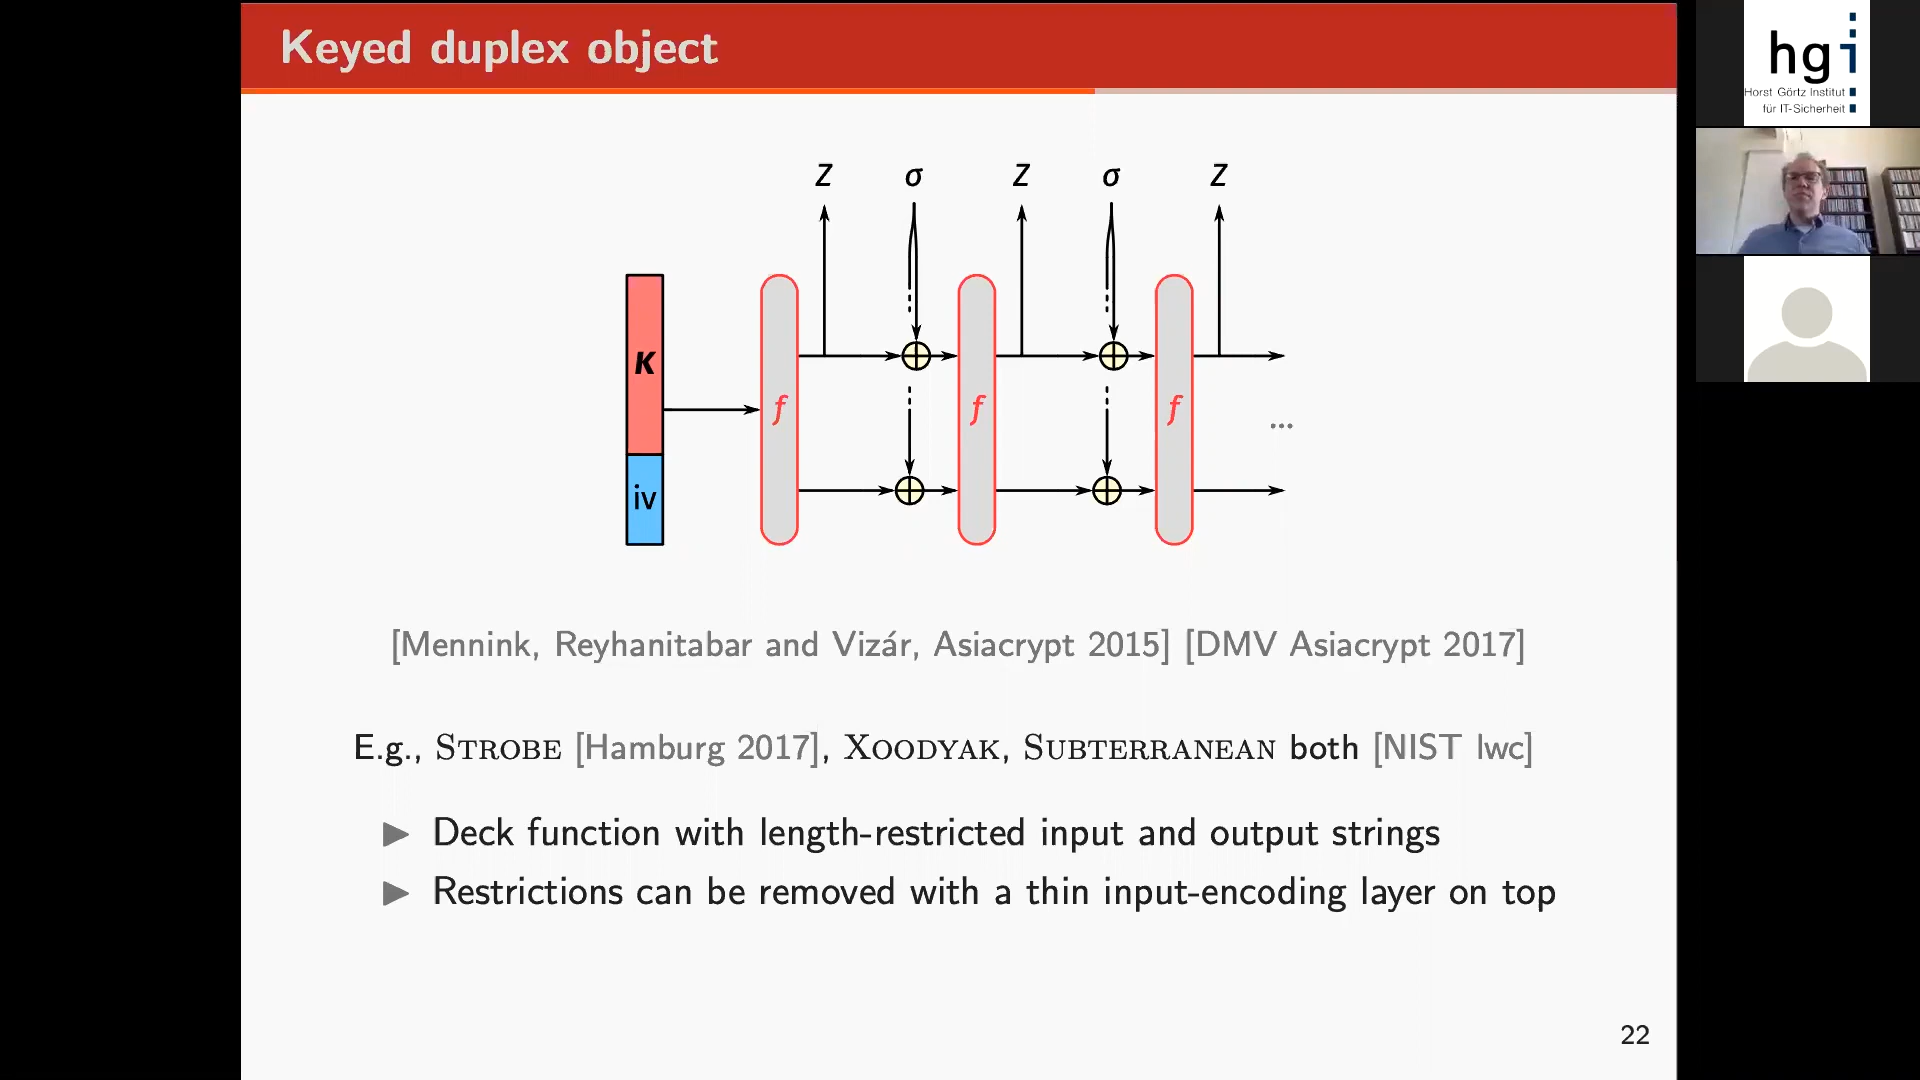 Keyed duplex object
Z σ Z σ Z
K
iv
f f f
...
[Mennink, Reyhanitabar and Vizár, Asiacrypt 2015] [DMV Asiacrypt 2017]
E.g., STROBE [Hamburg 2017], XOODYAK, SUBTERRANEAN both [NIST lwc]
▶ Deck function with length-restricted input and output strings
▶ Restrictions can be removed with a thin input-encoding layer on top
22
hgi
Horst Görtz Institut
für IT-Sicherheit